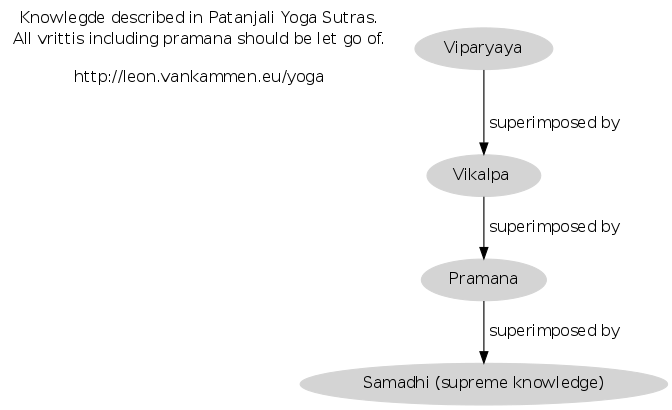 Knowlegde described in Patanjali Yoga Sutras.
All vrittis including pramana should be let go of.
http://leon.vankammen.eu/yoga
Viparyaya
superimposed by
Vikalpa
superimposed by
Pramana
superimposed by
Samadhi (supreme knowledge)